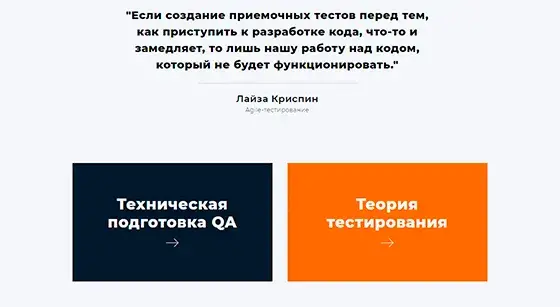 "Если создание приемочных тестов перед тем,
как приступить к разработке кода, что-то и
замедляет, то лишь нашу работу над кодом,
который не будет функционировать."
Лайза Криспин
Agile-тестирование
Техническая
подготовка QA
Теория
тестирования